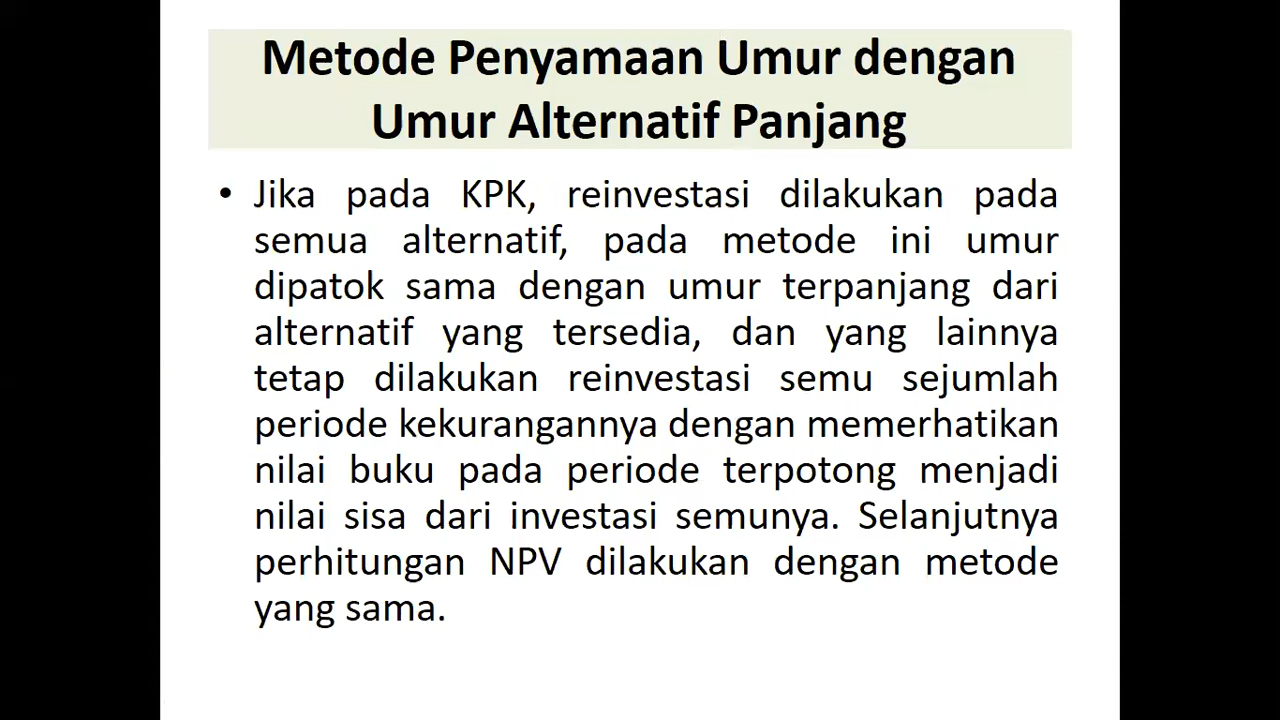 Metode Penyamaan Umur dengan
Umur Alternatif Panjang
• Jika pada KPK, reinvestasi dilakukan pada
semua alternatif, pada metode ini umur
dipatok sama dengan umur terpanjang dari
alternatif yang tersedia, dan yang lainnya
tetap dilakukan reinvestasi semu sejumlah
periode kekurangannya dengan memerhatikan
nilai buku pada periode terpotong menjadi
nilai sisa dari investasi semunya. Selanjutnya
perhitungan NPV dilakukan dengan metode
yang sama.